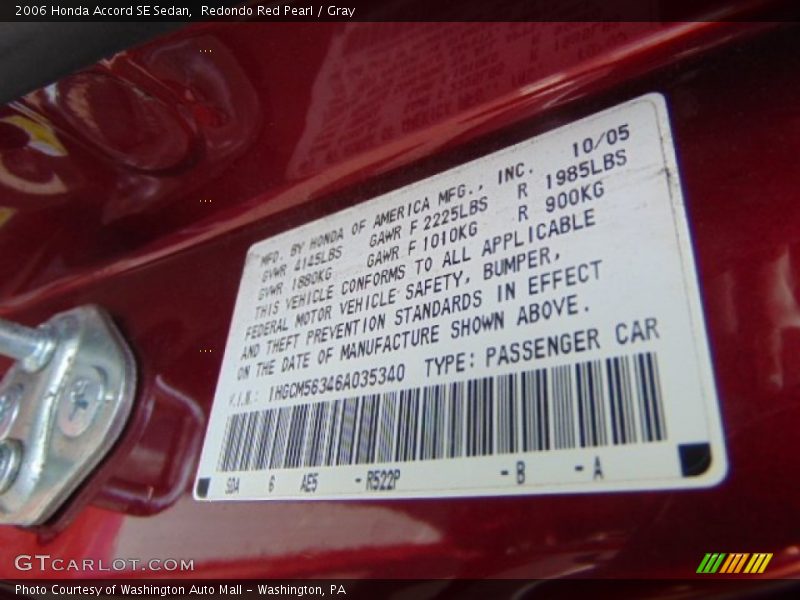 2006 Honda Accord SE Sedan, Redondo Red Pearl / Gray
MFD. BY HONDA OF AMERICA MFG., INC. 10/05
GVWR 4145LBS GAWR F 2225LBS R 1985LBS
GVWR 1880KG GAWR F 1010KG R 900KG
THIS VEHICLE CONFORMS TO ALL APPLICABLE
FEDERAL MOTOR VEHICLE SAFETY, BUMPER,
AND THEFT PREVENTION STANDARDS IN EFFECT
ON THE DATE OF MANUFACTURE SHOWN ABOVE.
V.I.N.: 1HGCM56346A035340 TYPE: PASSENGER CAR
SDA 6 AE5 - R522P - B - A
GTCARLOT.COM
Photo Courtesy of Washington Auto Mall - Washington, PA